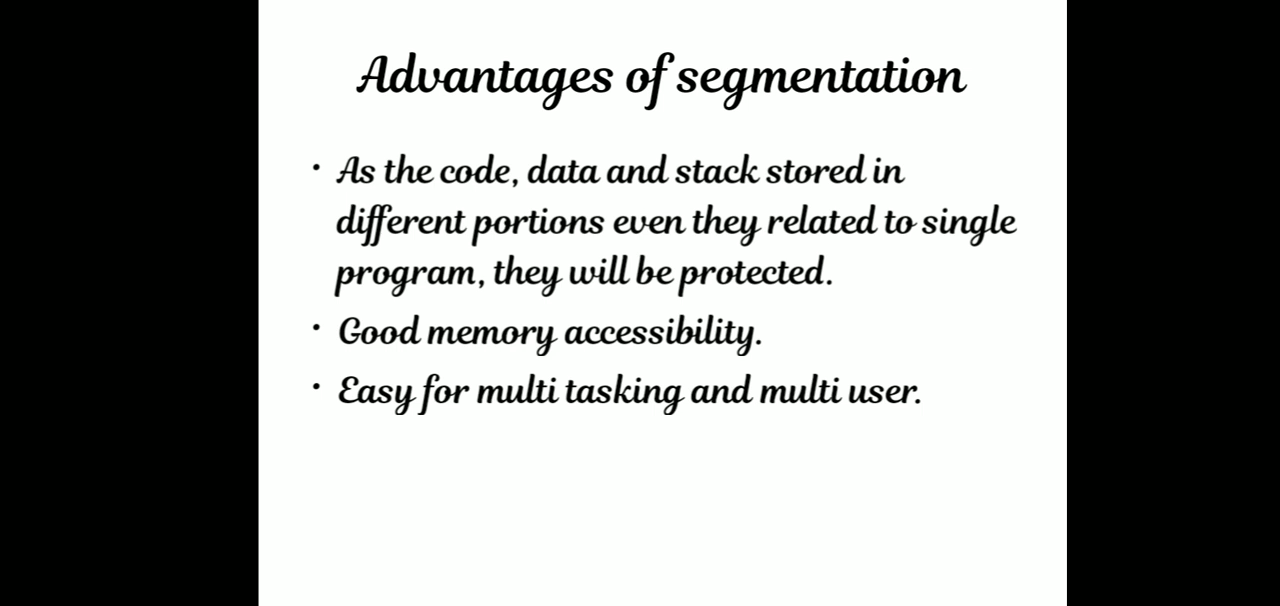 Advantages of segmentation
• As the code, data and stack stored in
different portions even they related to single
program, they will be protected.
• Good memory accessibility.
• Easy for multi tasking and multi user.